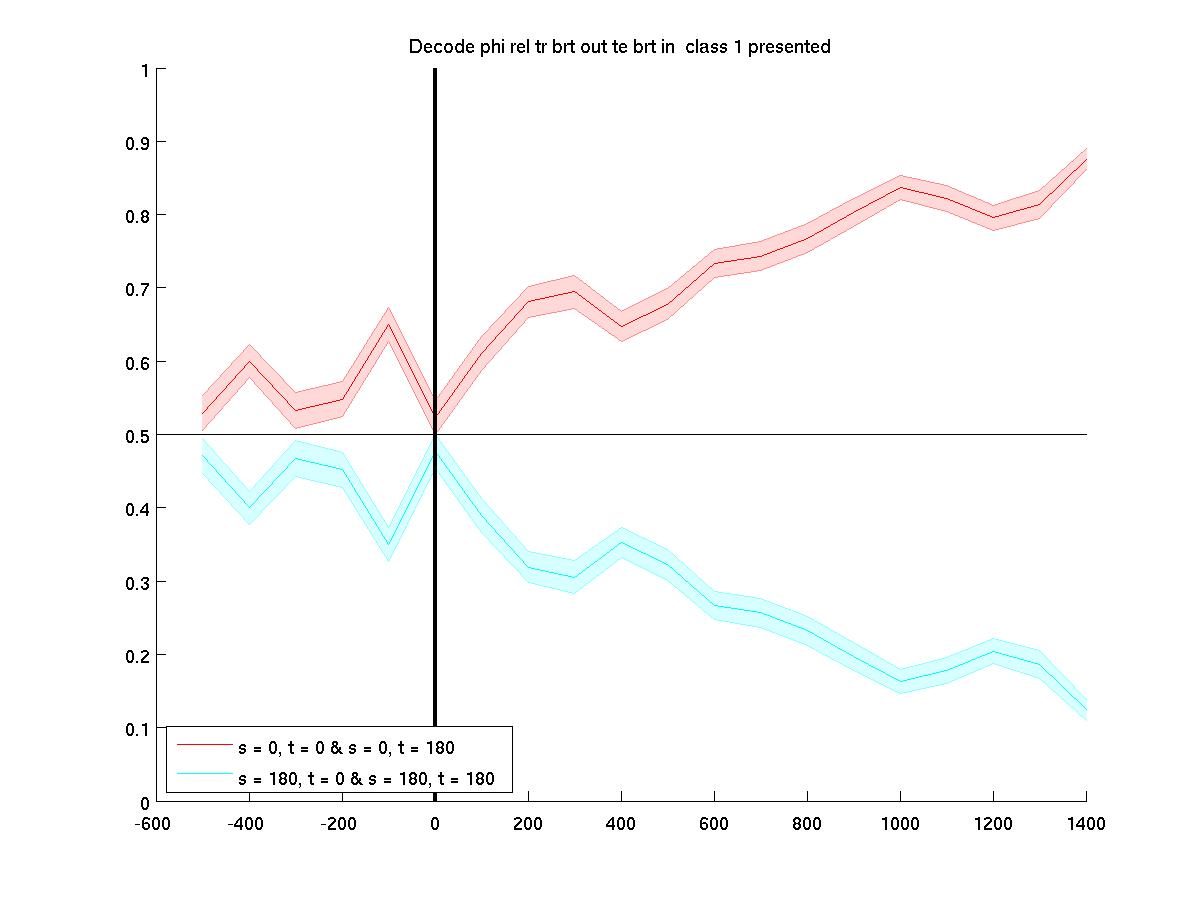 Decode phi rel tr brt out te brt in  class 1 presented
1
0.9
0.8
0.7
0.6
0.5
0.4
0.3
0.2
0.1
0
s = 0, t = 0 & s = 0, t = 180
s = 180, t = 0 & s = 180, t = 180
-600 -400 -200 0 200 400 600 800 1000 1200 1400